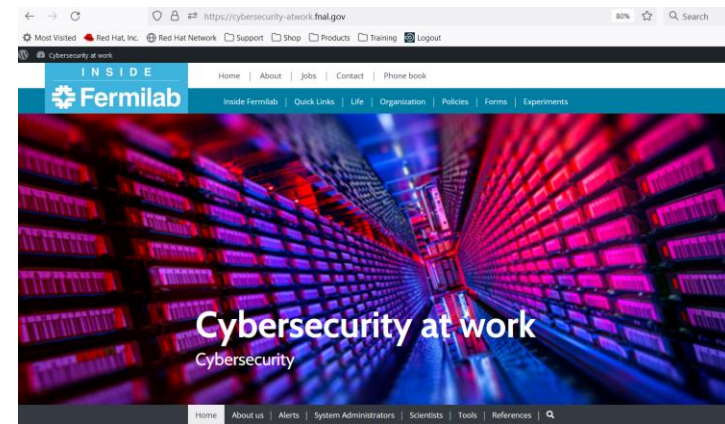 https://cybersecurity-atwork.fnal.gov 80% Search
Most Visited Red Hat, Inc. Red Hat Network Support Shop Products Training Logout
Cybersecurity at work
INSIDE
Fermilab
Home | About | Jobs | Contact | Phone book
Inside Fermilab | Quick Links | Life | Organization | Policies | Forms | Experiments
Cybersecurity at work
Cybersecurity
Home About us | Alerts | System Administrators | Scientists | Tools | References |